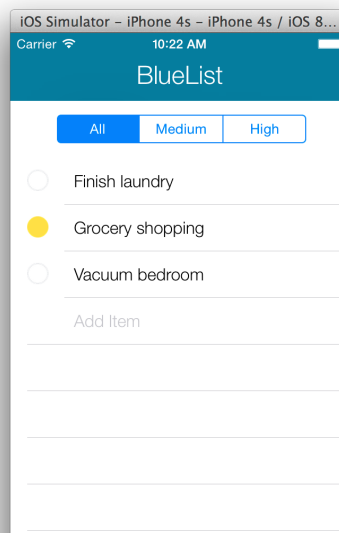 iOS Simulator – iPhone 4s – iPhone 4s / iOS 8...
Carrier 10:22 AM
BlueList
All Medium High
Finish laundry
Grocery shopping
Vacuum bedroom
Add Item